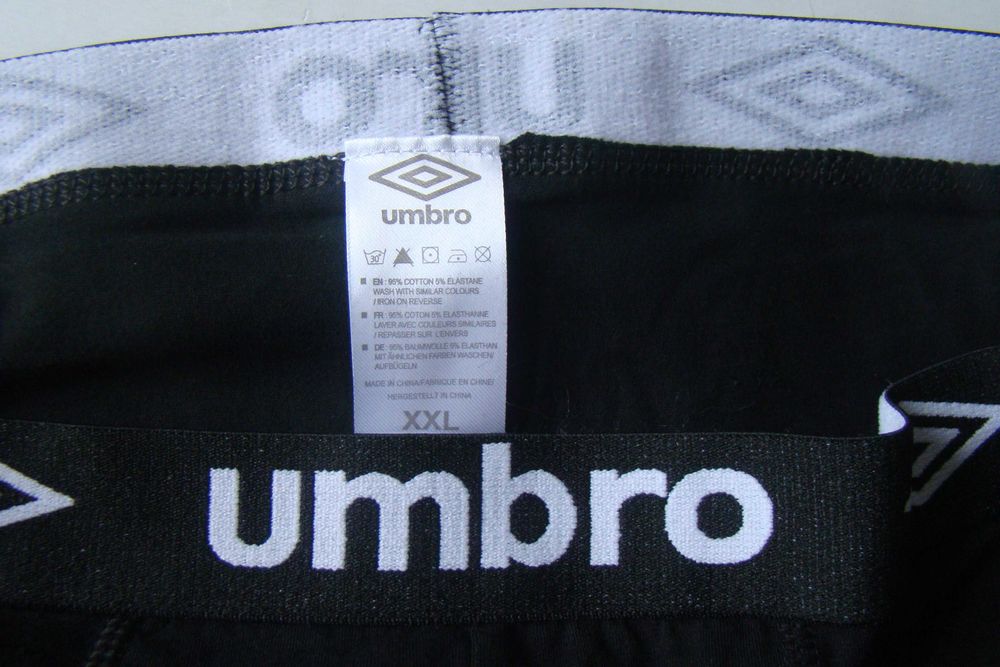 umbro
30°
EN: 95% COTTON 5% ELASTANE
WASH WITH SIMILAR COLOURS
/ IRON ON REVERSE
FR: 95% COTON 5% ELASTHANNE
LAVER AVEC COULEURS SIMILAIRES
/ REPASSER SUR L'ENVERS
DE: 95% BAUMWOLLE 5% ELASTHAN
MIT ÄHNLICHEN FARBEN WASCHEN/
AUFBÜGELN
MADE IN CHINA/FABRIQUE EN CHINE/
HERGESTELLT IN CHINA
XXL
umbro